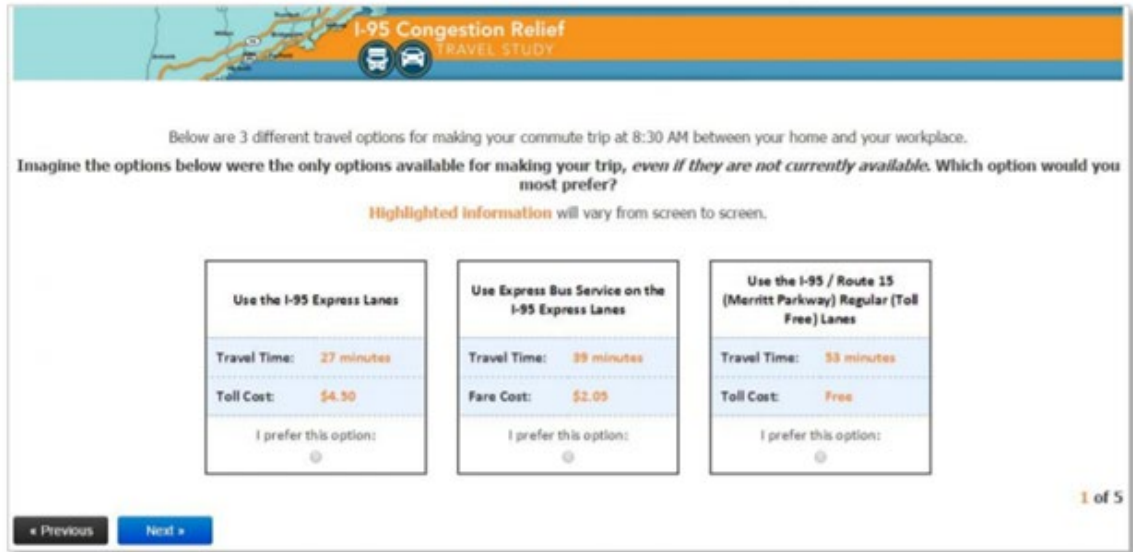 I-95 Congestion Relief
TRAVEL STUDY
Below are 3 different travel options for making your commute trip at 8:30 AM between your home and your workplace.
Imagine the options below were the only options available for making your trip, even if they are not currently available. Which option would you
most prefer?
Highlighted information will vary from screen to screen.
Use the I-95 Express Lanes
Travel Time: 27 minutes
Toll Cost: $4.50
I prefer this option:
Use Express Bus Service on the
I-95 Express Lanes
Travel Time: 39 minutes
Fare Cost: $2.05
I prefer this option:
Use the I-95 / Route 15
(Merritt Parkway) Regular (Toll
Free) Lanes
Travel Time: 53 minutes
Toll Cost: Free
I prefer this option:
1 of 5
« Previous
Next »